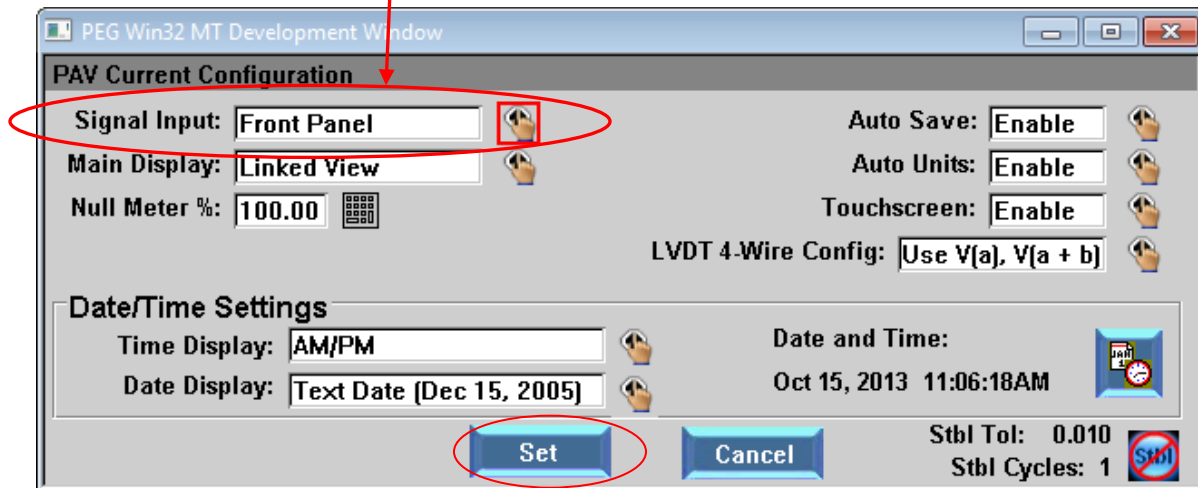 PEG Win32 MT Development Window
PAV Current Configuration
Signal Input: Front Panel
Auto Save: Enable
Main Display: Linked View
Auto Units: Enable
Null Meter %: 100.00
Touchscreen: Enable
LVDT 4-Wire Config: Use V(a), V(a + b)
Date/Time Settings
Time Display: AM/PM
Date and Time:
Date Display: Text Date (Dec 15, 2005)
Oct 15, 2013 11:06:18AM
JAN
1
Set
Cancel
Stbl Tol: 0.010
Stbl Cycles: 1
Stbl